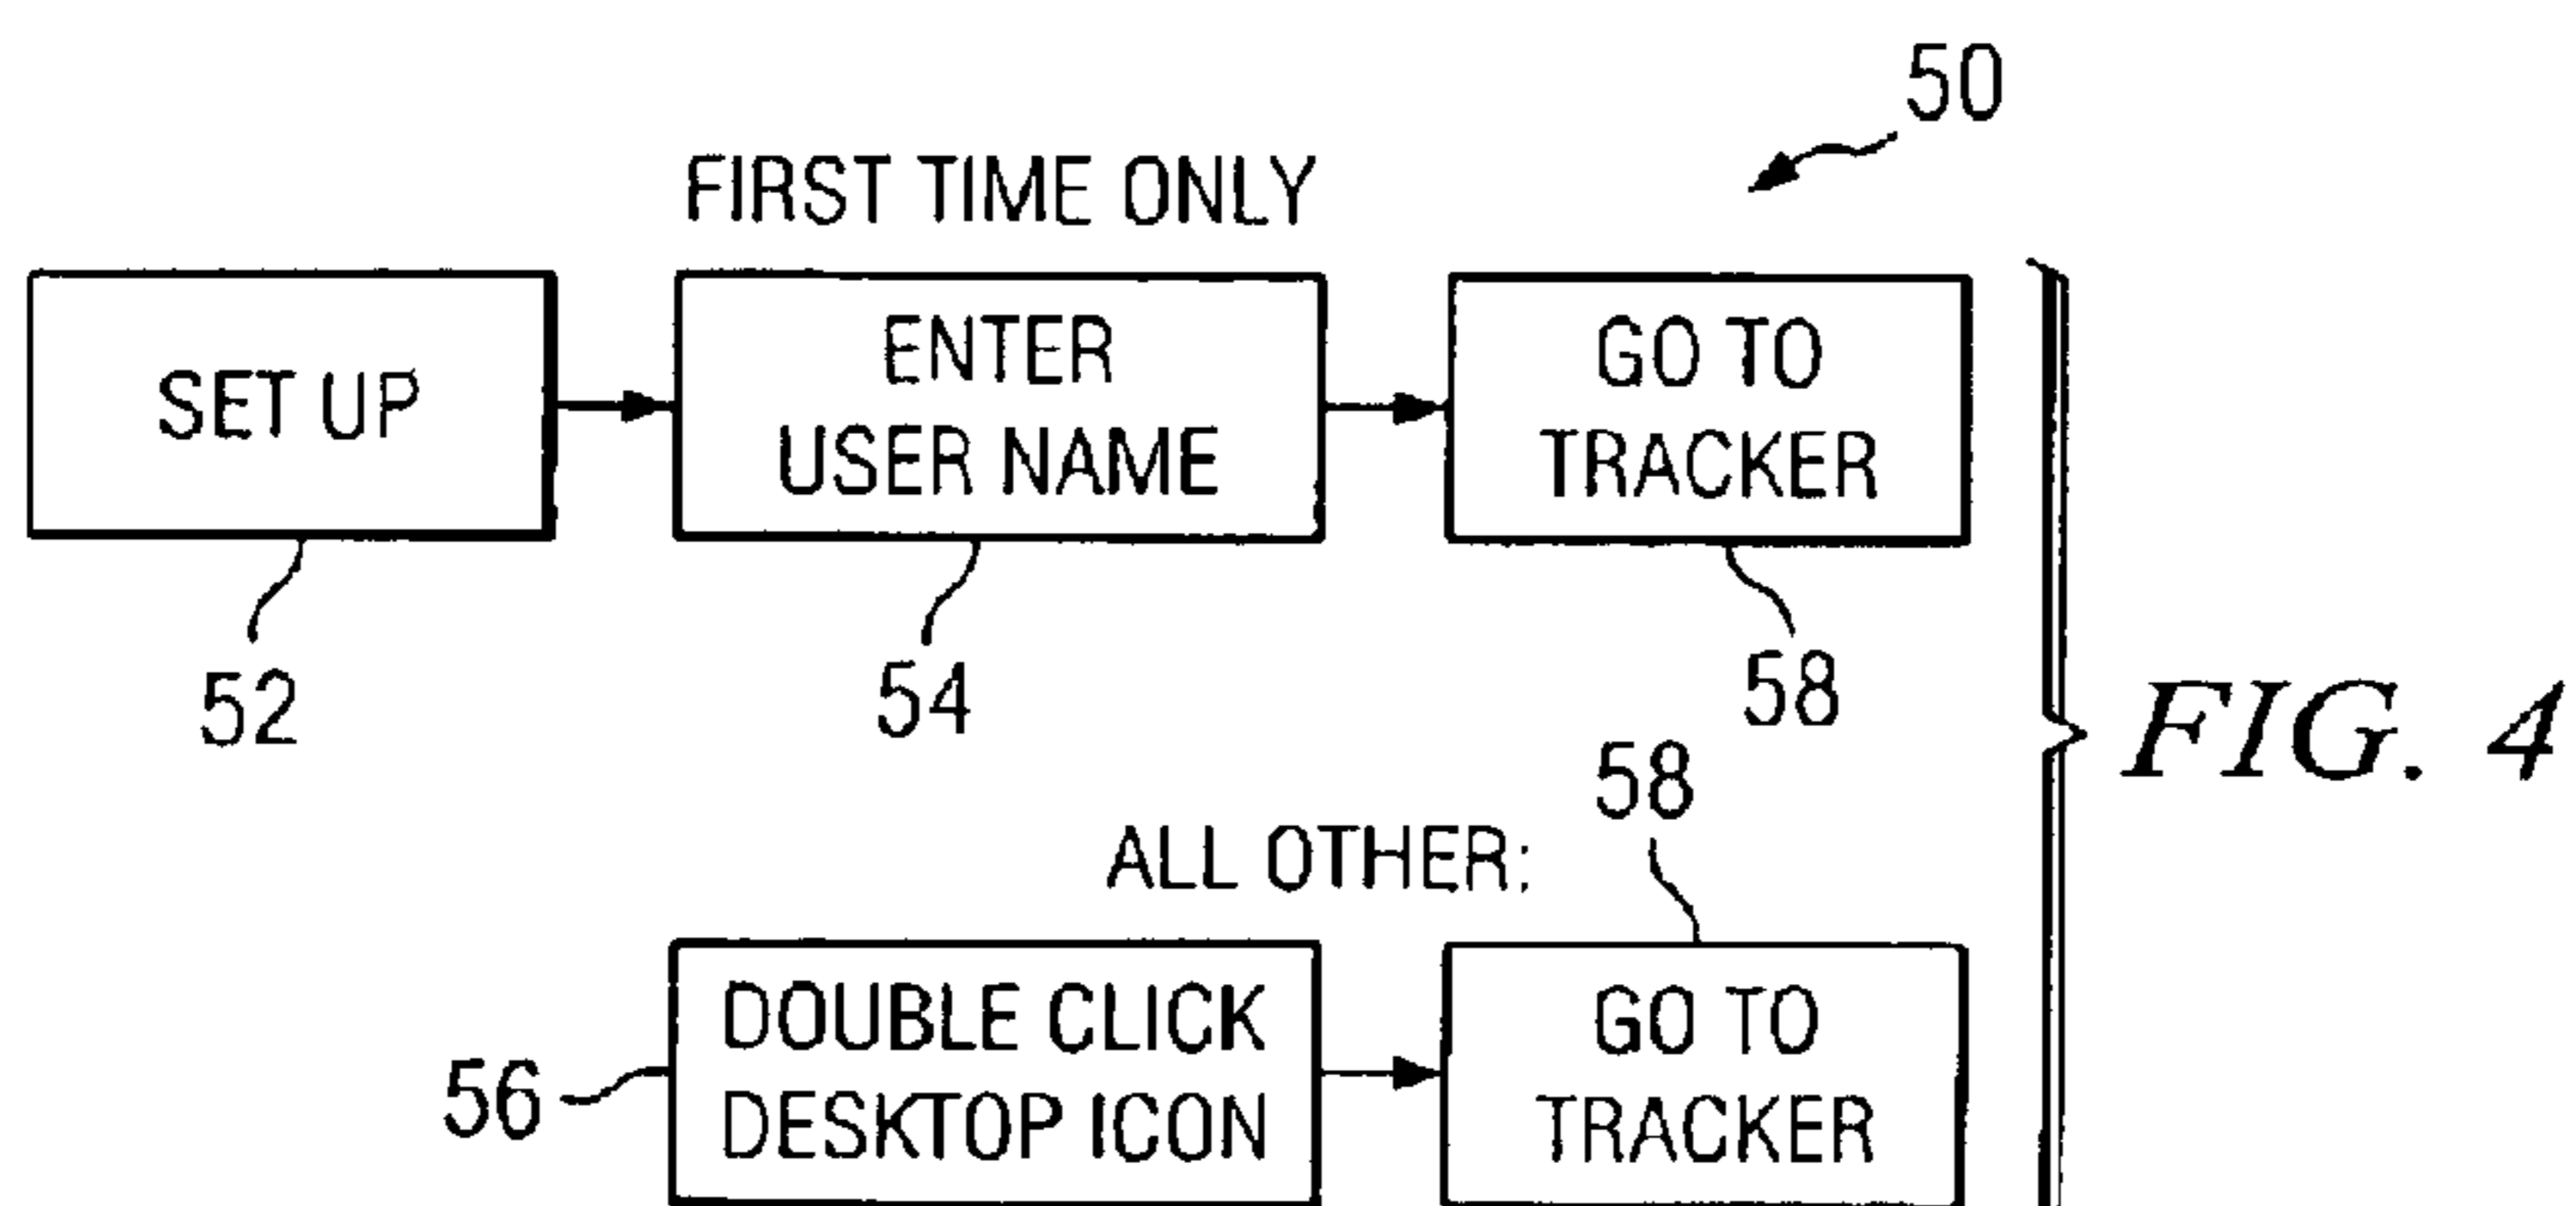 50
FIRST TIME ONLY
SET UP
ENTER
USER NAME
GO TO
TRACKER
52
54
58
FIG. 4
58
ALL OTHER:
56
DOUBLE CLICK
DESKTOP ICON
GO TO
TRACKER